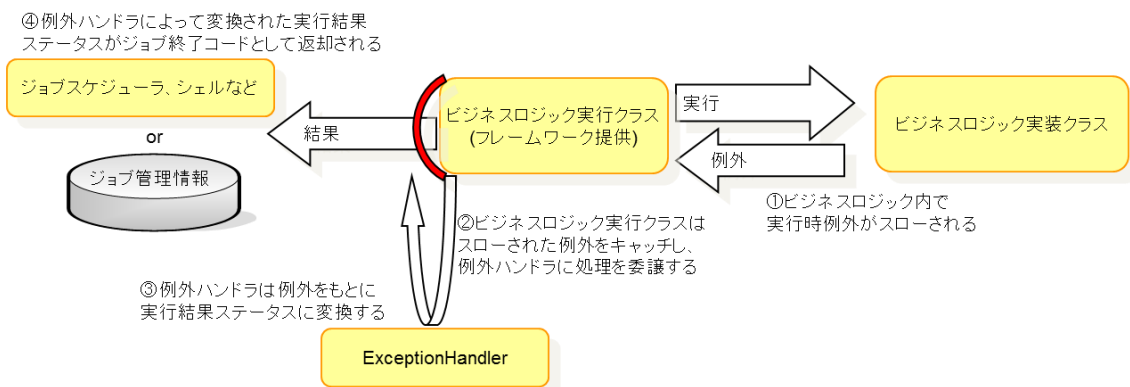 ④例外ハンドラによって変換された実行結果
ステータスがジョブ終了コードとして返却される
ジョブスケジューラ、シェルなど
or
ジョブ管理情報
結果
ビジネスロジック実行クラス
(フレームワーク提供)
実行
例外
ビジネスロジック実装クラス
①ビジネスロジック内で
実行時例外がスローされる
②ビジネスロジック実行クラスは
スローされた例外をキャッチし、
例外ハンドラに処理を委譲する
③例外ハンドラは例外をもとに
実行結果ステータスに変換する
ExceptionHandler